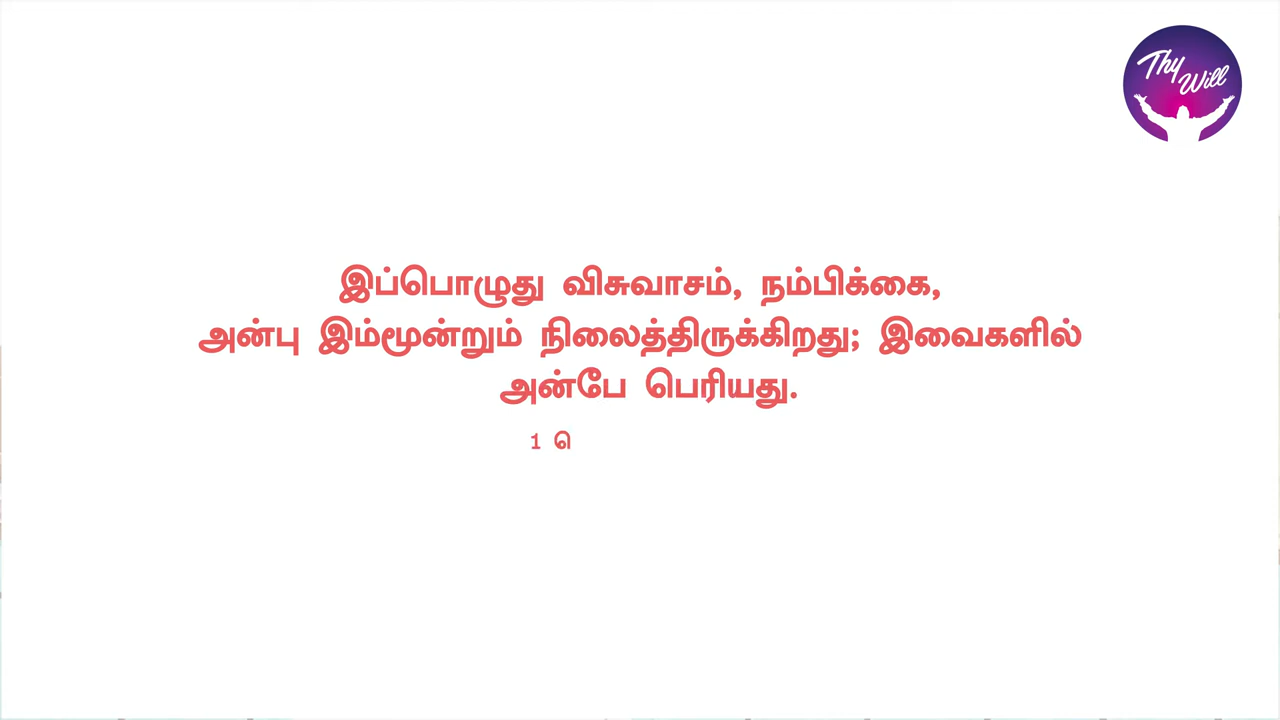 Thy
Will
இப்பொழுது விசுவாசம், நம்பிக்கை,
அன்பு இம்மூன்றும் நிலைத்திருக்கிறது; இவைகளில்
அன்பே பெரியது.
1 ெ